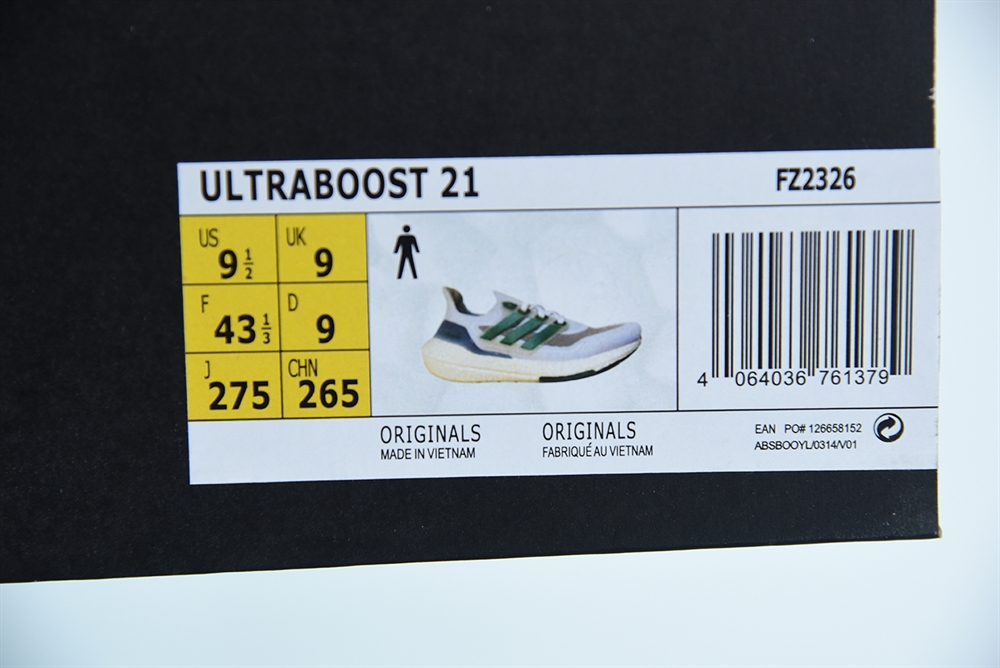 ULTRABOOST 21 FZ2326
US 9 1/2 UK 9
F 43 1/3 D 9
J 275 CHN 265
4 064036 761379
ORIGINALS ORIGINALS
MADE IN VIETNAM FABRIQUÉ AU VIETNAM
EAN PO# 126658152
ABSBOOYL/0314/V01